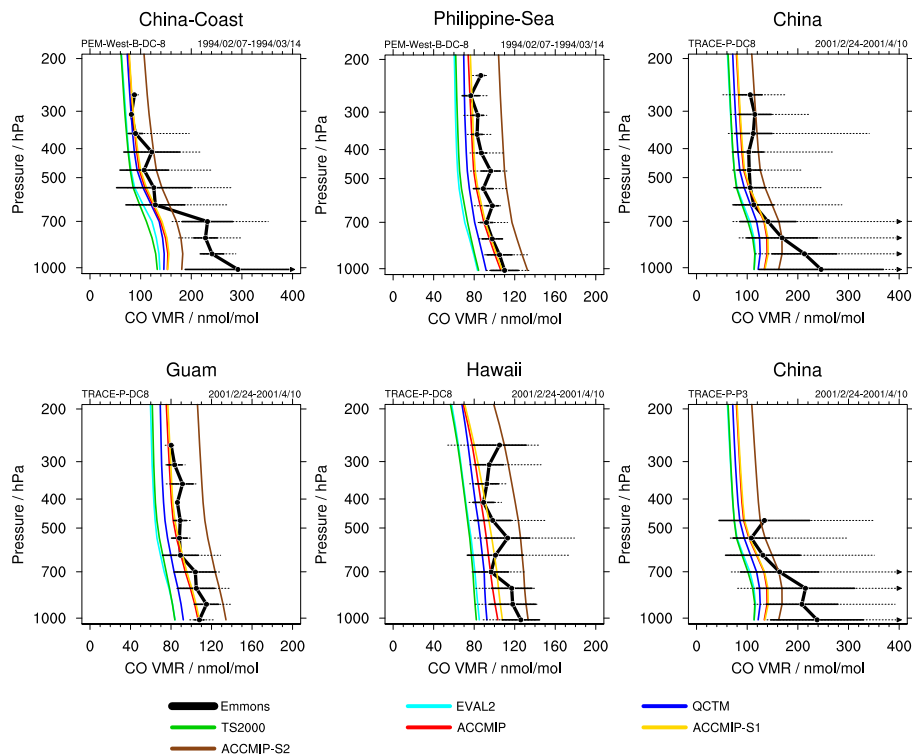 China-Coast
PEM-West-B-DC-8 1994/02/07-1994/03/14
Pressure / hPa
200
300
400
500
700
1000
0 100 200 300 400
CO VMR / nmol/mol
Philippine-Sea
PEM-West-B-DC-8 1994/02/07-1994/03/14
Pressure / hPa
200
300
400
500
700
1000
0 40 80 120 160 200
CO VMR / nmol/mol
China
TRACE-P-DC8 2001/2/24-2001/4/10
Pressure / hPa
200
300
400
500
700
1000
0 100 200 300 400
CO VMR / nmol/mol
Guam
TRACE-P-DC8 2001/2/24-2001/4/10
Pressure / hPa
200
300
400
500
700
1000
0 40 80 120 160 200
CO VMR / nmol/mol
Hawaii
TRACE-P-DC8 2001/2/24-2001/4/10
Pressure / hPa
200
300
400
500
700
1000
0 40 80 120 160 200
CO VMR / nmol/mol
China
TRACE-P-P3 2001/2/24-2001/4/10
Pressure / hPa
200
300
400
500
700
1000
0 100 200 300 400
CO VMR / nmol/mol
Emmons EVAL2 QCTM
TS2000 ACCMIP ACCMIP-S1
ACCMIP-S2